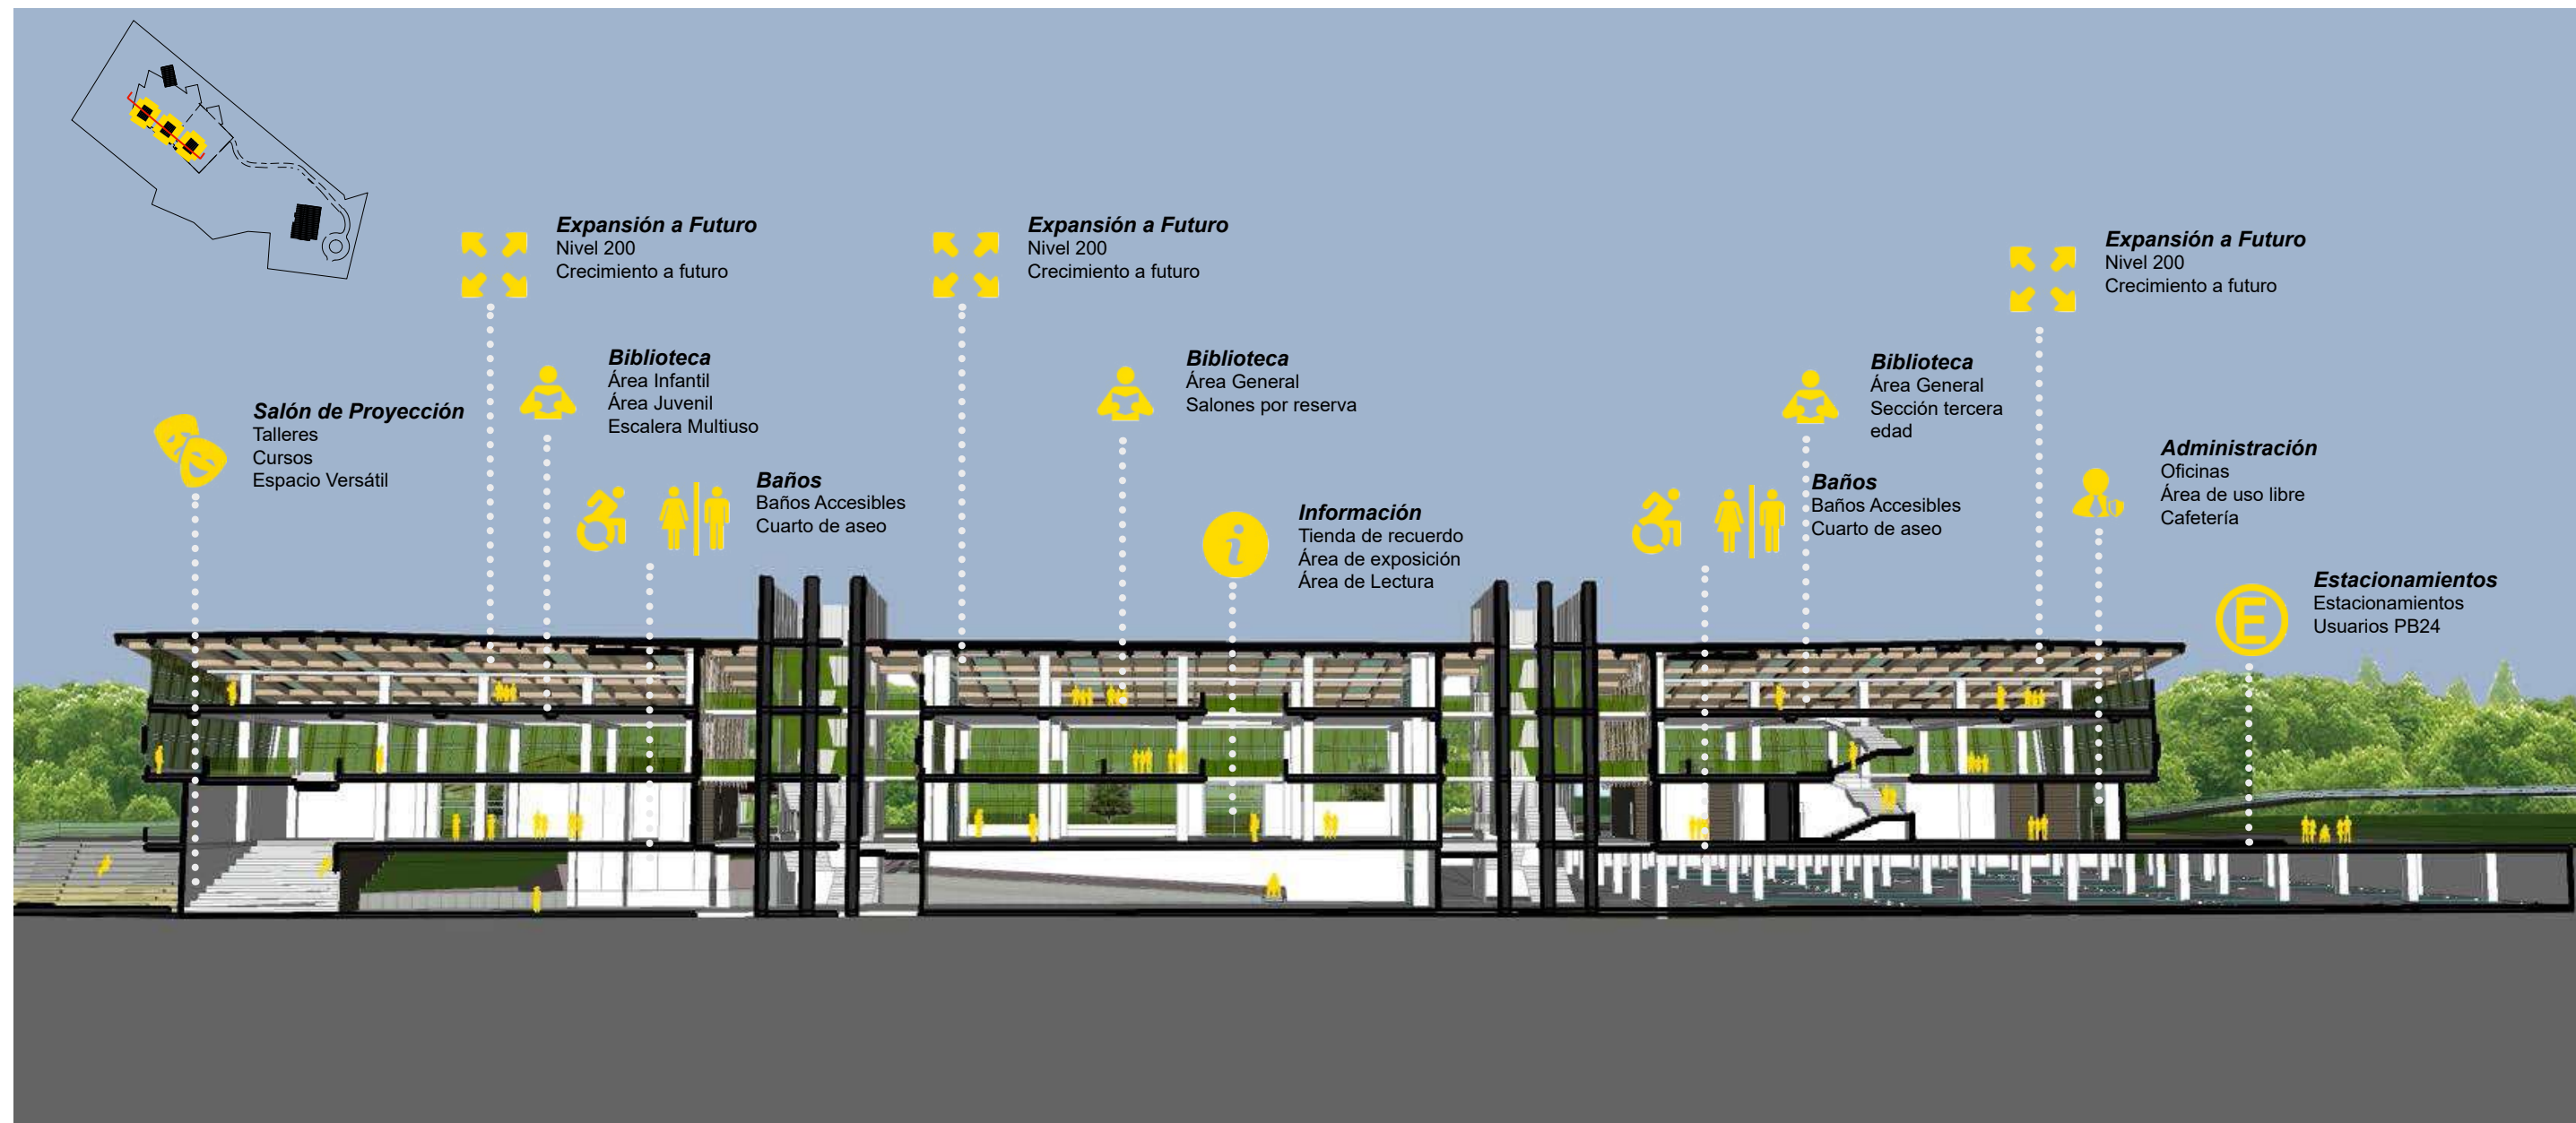 Expansión a Futuro
Nivel 200
Crecimiento a futuro
Expansión a Futuro
Nivel 200
Crecimiento a futuro
Expansión a Futuro
Nivel 200
Crecimiento a futuro
Biblioteca
Área Infantil
Área Juvenil
Escalera Multiuso
Biblioteca
Área General
Salones por reserva
Biblioteca
Área General
Sección tercera
edad
Salón de Proyección
Talleres
Cursos
Espacio Versátil
Baños
Baños Accesibles
Cuarto de aseo
i
Información
Tienda de recuerdo
Área de exposición
Área de Lectura
Baños
Baños Accesibles
Cuarto de aseo
Administración
Oficinas
Área de uso libre
Cafetería
E
Estacionamientos
Estacionamientos
Usuarios PB24